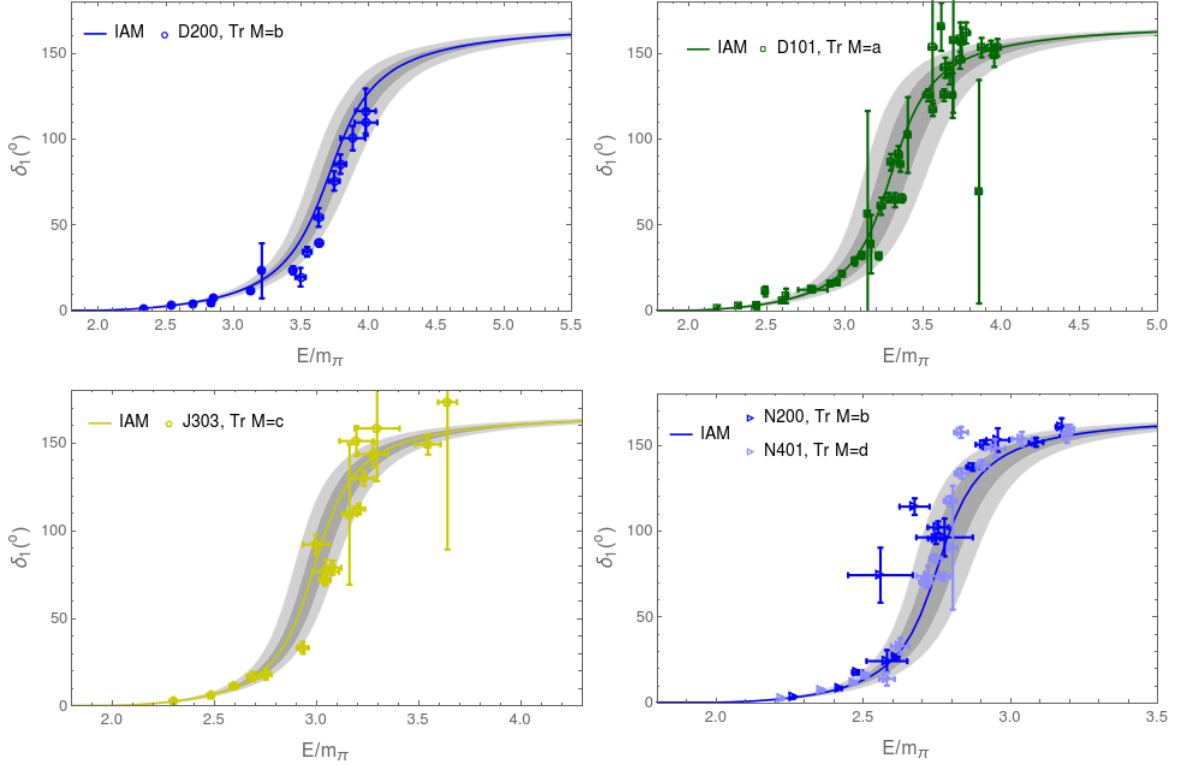 IAM D200, Tr M=b
δ1(o)
150
100
50
0
2.0 2.5 3.0 3.5 4.0 4.5 5.0 5.5
E/mπ
IAM D101, Tr M=a
δ1(o)
150
100
50
0
2.0 2.5 3.0 3.5 4.0 4.5 5.0
E/mπ
IAM J303, Tr M=c
δ1(o)
150
100
50
0
2.0 2.5 3.0 3.5 4.0
E/mπ
N200, Tr M=b
IAM
N401, Tr M=d
δ1(o)
150
100
50
0
2.0 2.5 3.0 3.5
E/mπ